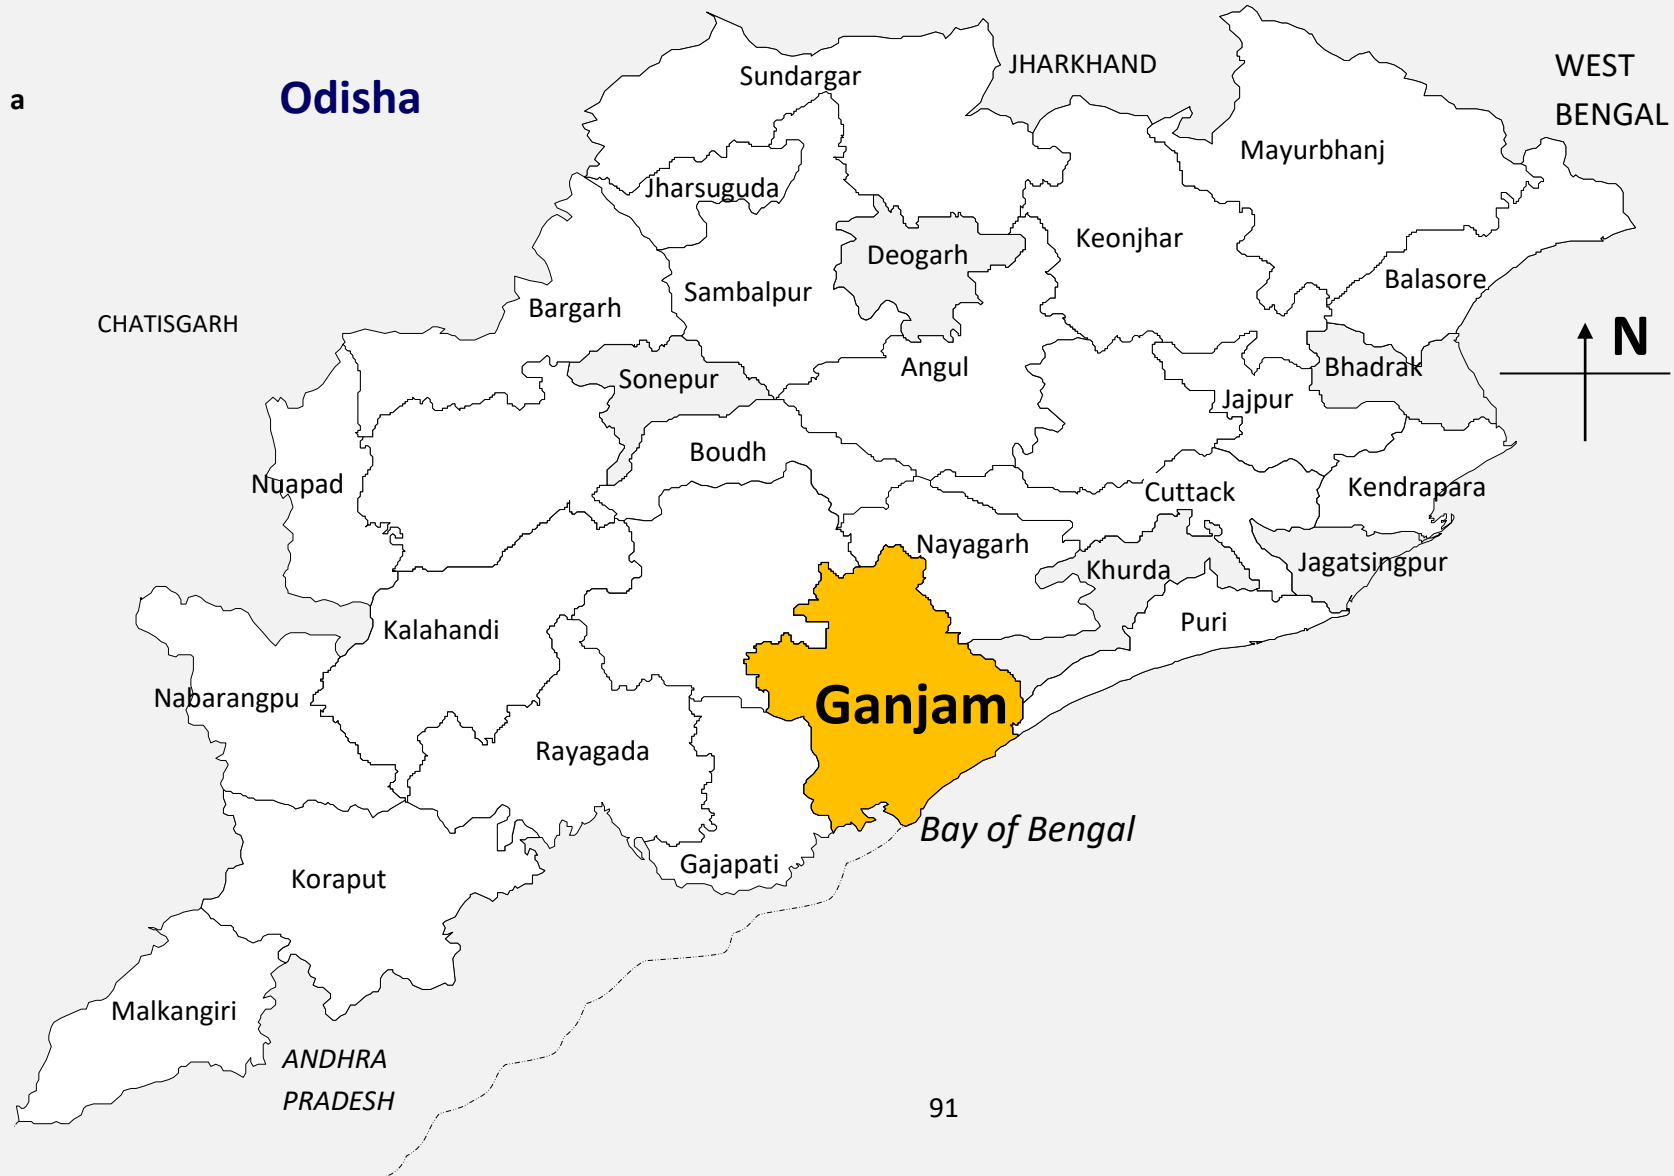 a
Odisha
Sundargar
JHARKHAND
WEST
BENGAL
Mayurbhanj
Jharsuguda
Keonjhar
Deogarh
Balasore
Sambalpur
Bargarh
CHATISGARH
N
Angul
Bhadrak
Sonepur
Jajpur
Boudh
Nuapad
Cuttack
Kendrapara
Nayagarh
Khurda
Jagatsingpur
Puri
Kalahandi
Nabarangpu
Ganjam
Rayagada
Bay of Bengal
Gajapati
Koraput
Malkangiri
ANDHRA
PRADESH
91